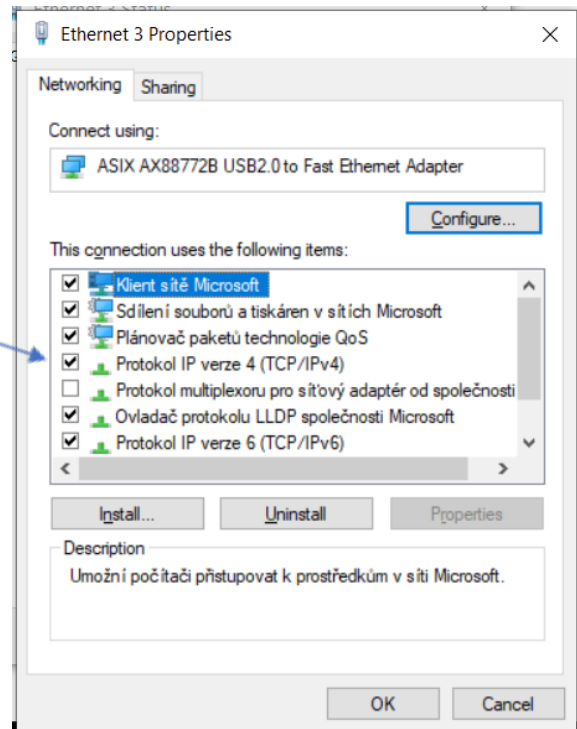 Ethernet 3 Status
Ethernet 3 Properties
Networking
Sharing
Connect using:
ASIX AX88772B USB2.0 to Fast Ethernet Adapter
Configure...
This connection uses the following items:
Klient sítě Microsoft
Sdílení souborů a tiskáren v sítích Microsoft
Plánovač paketů technologie QoS
Protokol IP verze 4 (TCP/IPv4)
Protokol multiplexoru pro síťový adaptér od společnosti
Ovladač protokolu LLDP společnosti Microsoft
Protokol IP verze 6 (TCP/IPv6)
Install...
Uninstall
Properties
Description
Umožní počítači přistupovat k prostředkům v síti Microsoft.
OK
Cancel